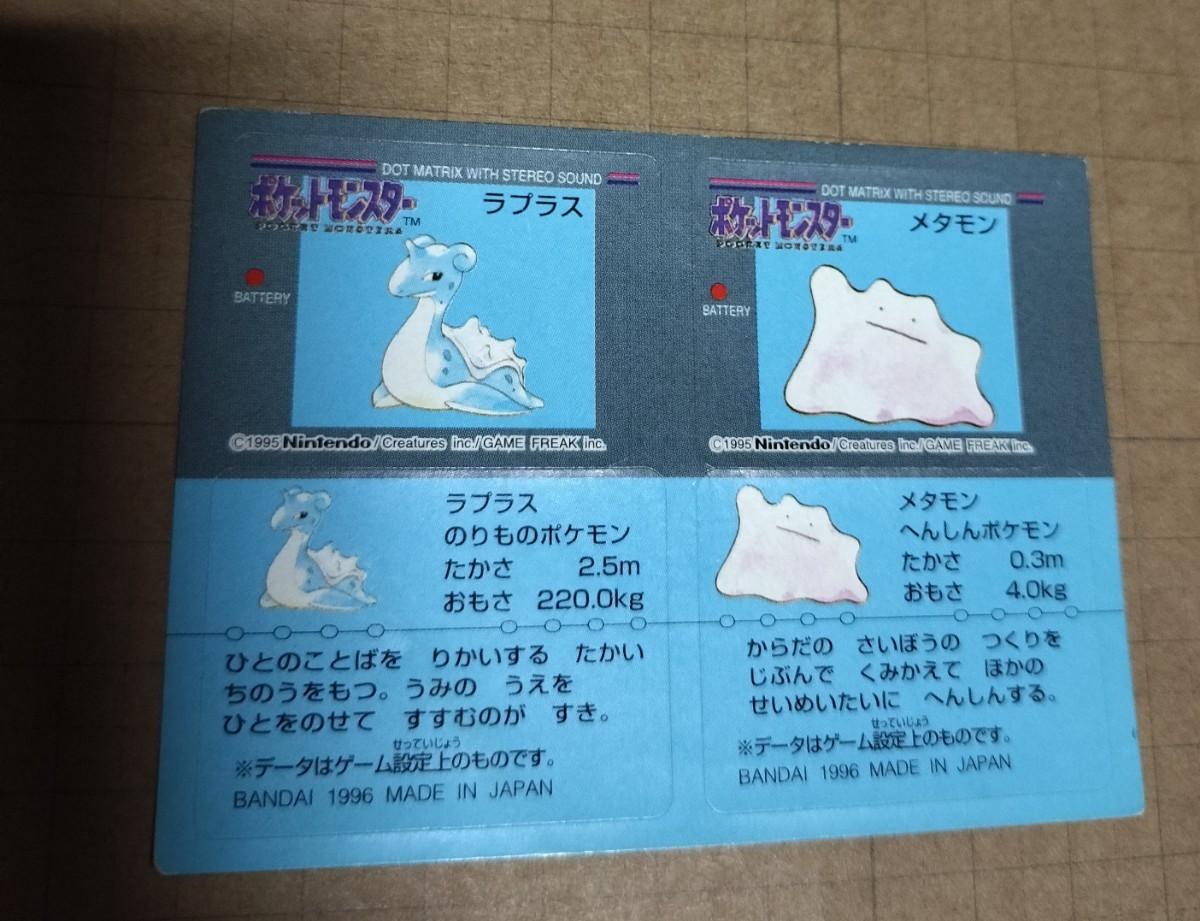 DOT MATRIX WITH STEREO SOUND
ポケットモンスター™
POCKET MONSTERS
ラプラス
BATTERY
©1995 Nintendo/Creatures inc./GAME FREAK inc.
DOT MATRIX WITH STEREO SOUND
ポケットモンスター™
POCKET MONSTERS
メタモン
BATTERY
©1995 Nintendo/Creatures inc./GAME FREAK inc.
ラプラス
のりものポケモン
たかさ 2.5m
おもさ 220.0kg
ひとのことばを りかいする たかい
ちのうをもつ。うみの うえを
ひとをのせて すすむのが すき。
せっていじょう
※データはゲーム設定上のものです。
BANDAI 1996 MADE IN JAPAN
メタモン
へんしんポケモン
たかさ 0.3m
おもさ 4.0kg
からだの さいぼうの つくりを
じぶんで くみかえて ほかの
せいめいたいに へんしんする。
せっていじょう
※データはゲーム設定上のものです。
BANDAI 1996 MADE IN JAPAN